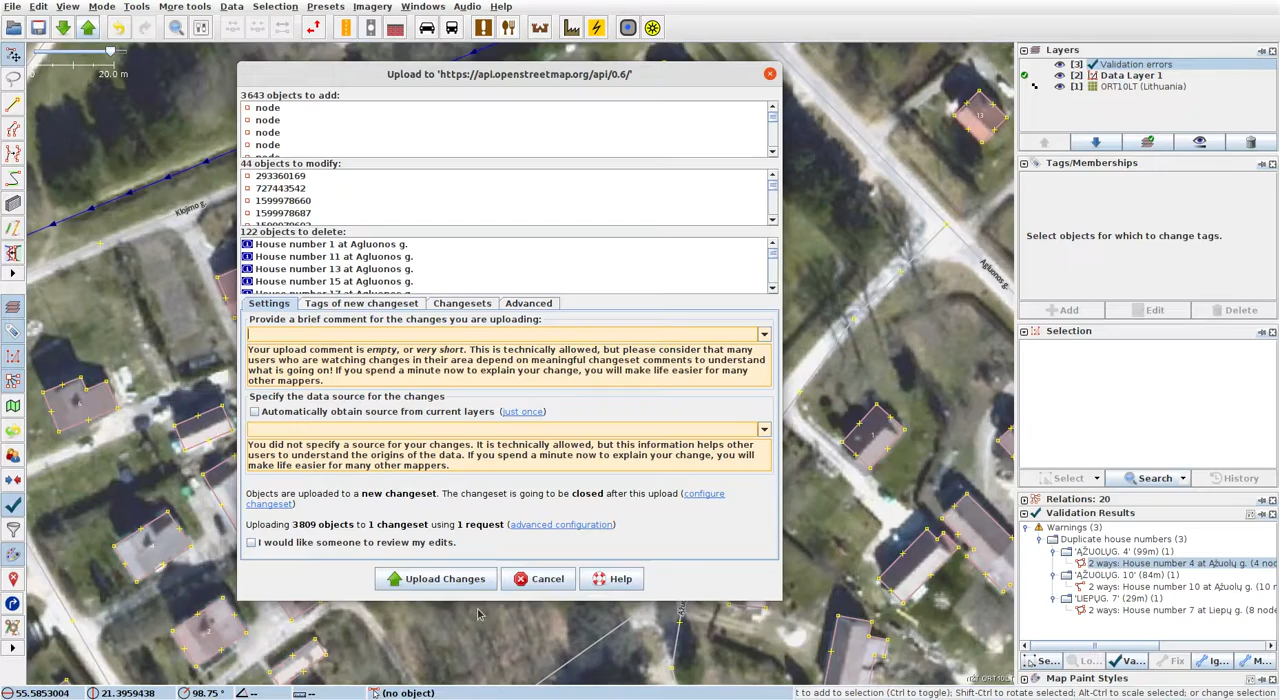 File Edit View Mode Tools More tools Data Selection Presets Imagery Windows Audio Help
20.0 m
Klojmo g.
Agluonos g.
13
1
2
Upload to 'https://api.openstreetmap.org/api/0.6/'
3643 objects to add:
node
node
node
node
44 objects to modify:
293360169
727443542
1599978660
1599978687
122 objects to delete:
House number 1 at Agluonos g.
House number 11 at Agluonos g.
House number 13 at Agluonos g.
House number 15 at Agluonos g.
Settings Tags of new changeset Changesets Advanced
Provide a brief comment for the changes you are uploading:
Your upload comment is empty, or very short. This is technically allowed, but please consider that many
users who are watching changes in their area depend on meaningful changeset comments to understand
what is going on! If you spend a minute now to explain your change, you will make life easier for many
other mappers.
Specify the data source for the changes
Automatically obtain source from current layers (just once)
You did not specify a source for your changes. It is technically allowed, but this information helps other
users to understand the origins of the data. If you spend a minute now to explain your change, you will
make life easier for many other mappers.
Objects are uploaded to a new changeset. The changeset is going to be closed after this upload (configure
changeset)
Uploading 3809 objects to 1 changeset using 1 request (advanced configuration)
I would like someone to review my edits.
Upload Changes Cancel Help
Layers
[3] Validation errors
[2] Data Layer 1
[1] ORT10LT (Lithuania)
Tags/Memberships
Select objects for which to change tags.
Add Edit Delete
Selection
Select Search History
Relations: 20
Validation Results
Warnings (3)
Duplicate house numbers (3)
'ĄŽUOLŲG. 4' (99m) (1)
2 ways: House number 4 at Ąžuolų g. (4 nod
'ĄŽUOLŲG. 10' (84m) (1)
2 ways: House number 10 at Ąžuolų g. (10 n
'LIEPŲG. 7' (29m) (1)
2 ways: House number 7 at Liepų g. (8 node
Se... Lo... Va... Fix Ig... M...
Map Paint Styles
55.5853004 21.3959438 98.75 ° -- -- (no object) t to add to selection (Ctrl to toggle); Shift-Ctrl to rotate selected; Alt-Ctrl to scale selected; or change selection